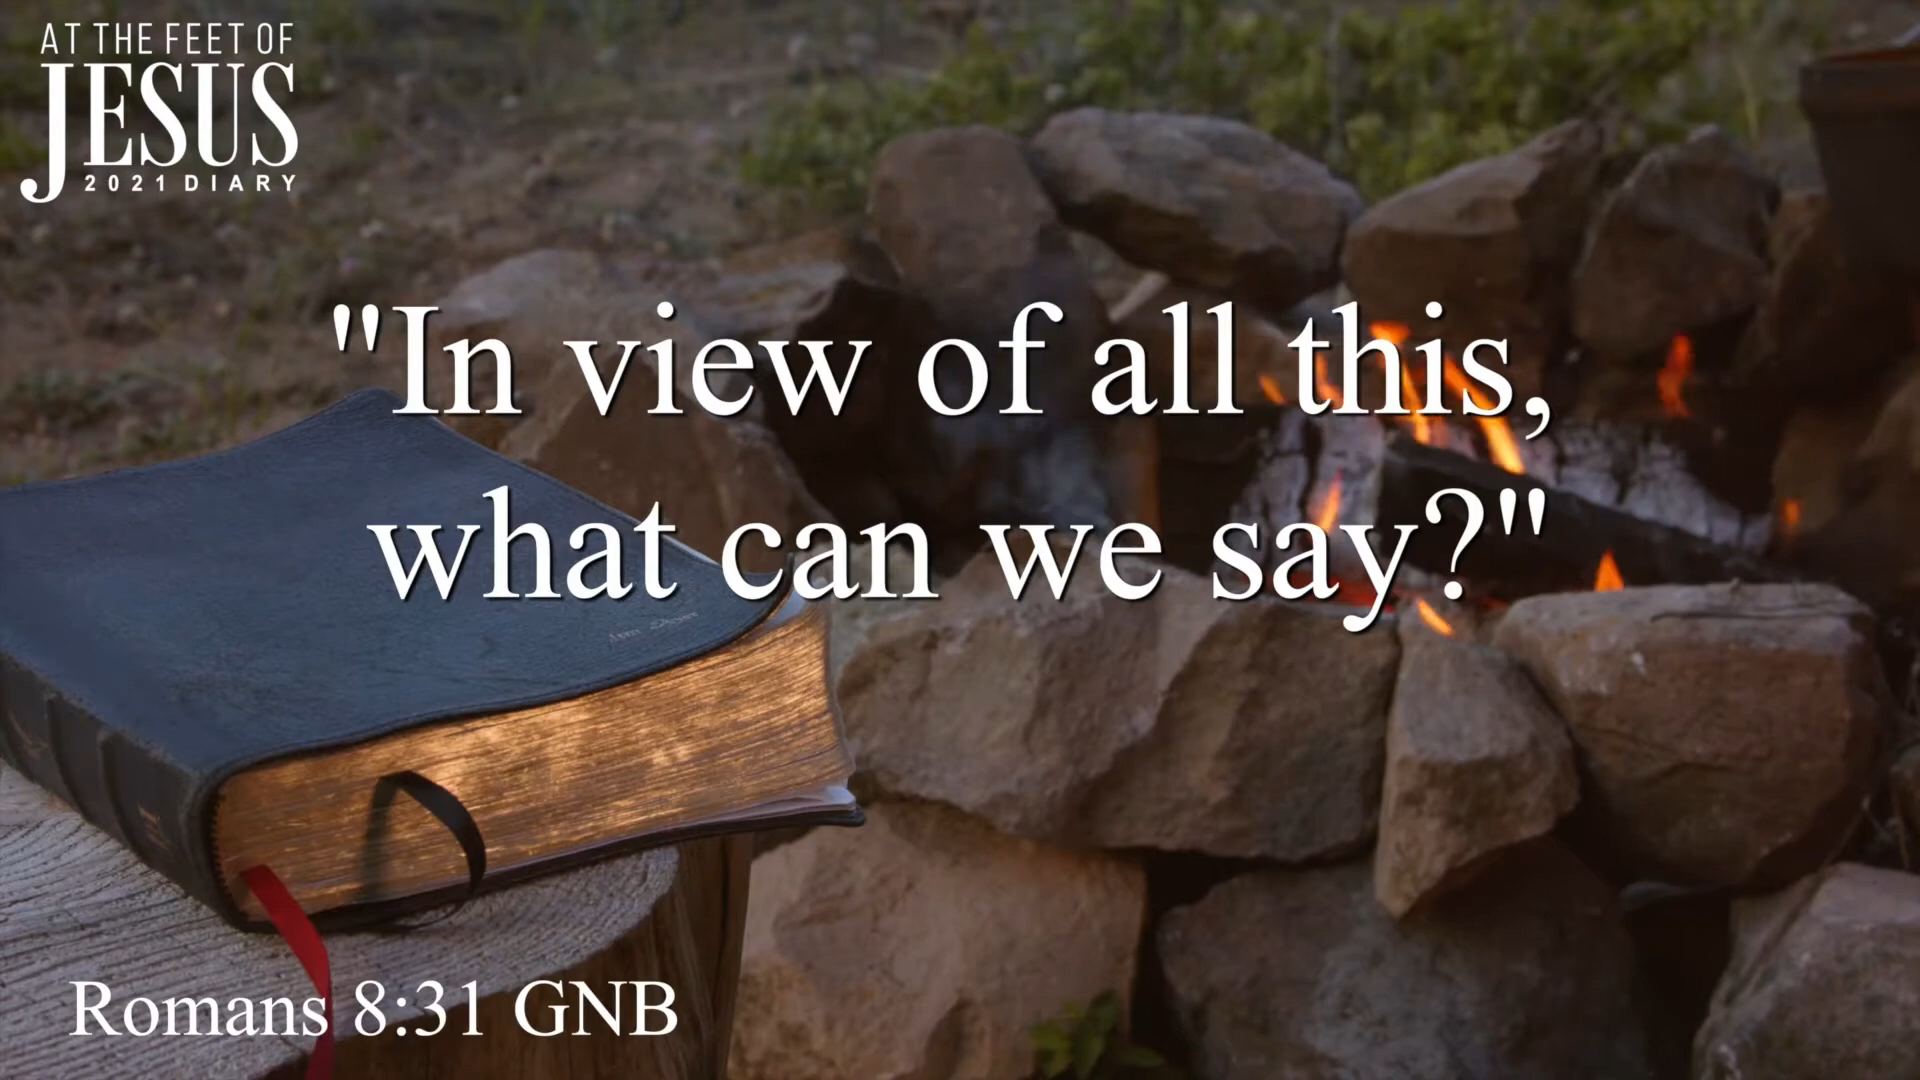 AT THE FEET OF
JESUS
2021 DIARY
"In view of all this,
what can we say?"
Romans 8:31 GNB